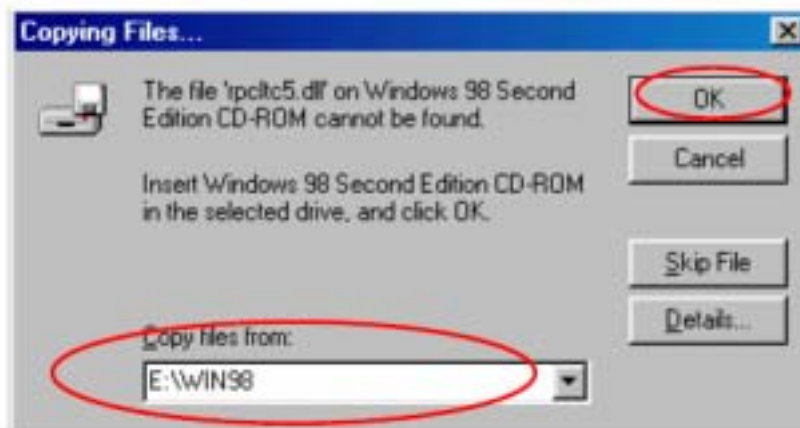 Copying Files...
The file 'rpcltc5.dll' on Windows 98 Second
Edition CD-ROM cannot be found.
Insert Windows 98 Second Edition CD-ROM
in the selected drive, and click OK.
Copy files from:
E:\WIN98
OK
Cancel
Skip File
Details...